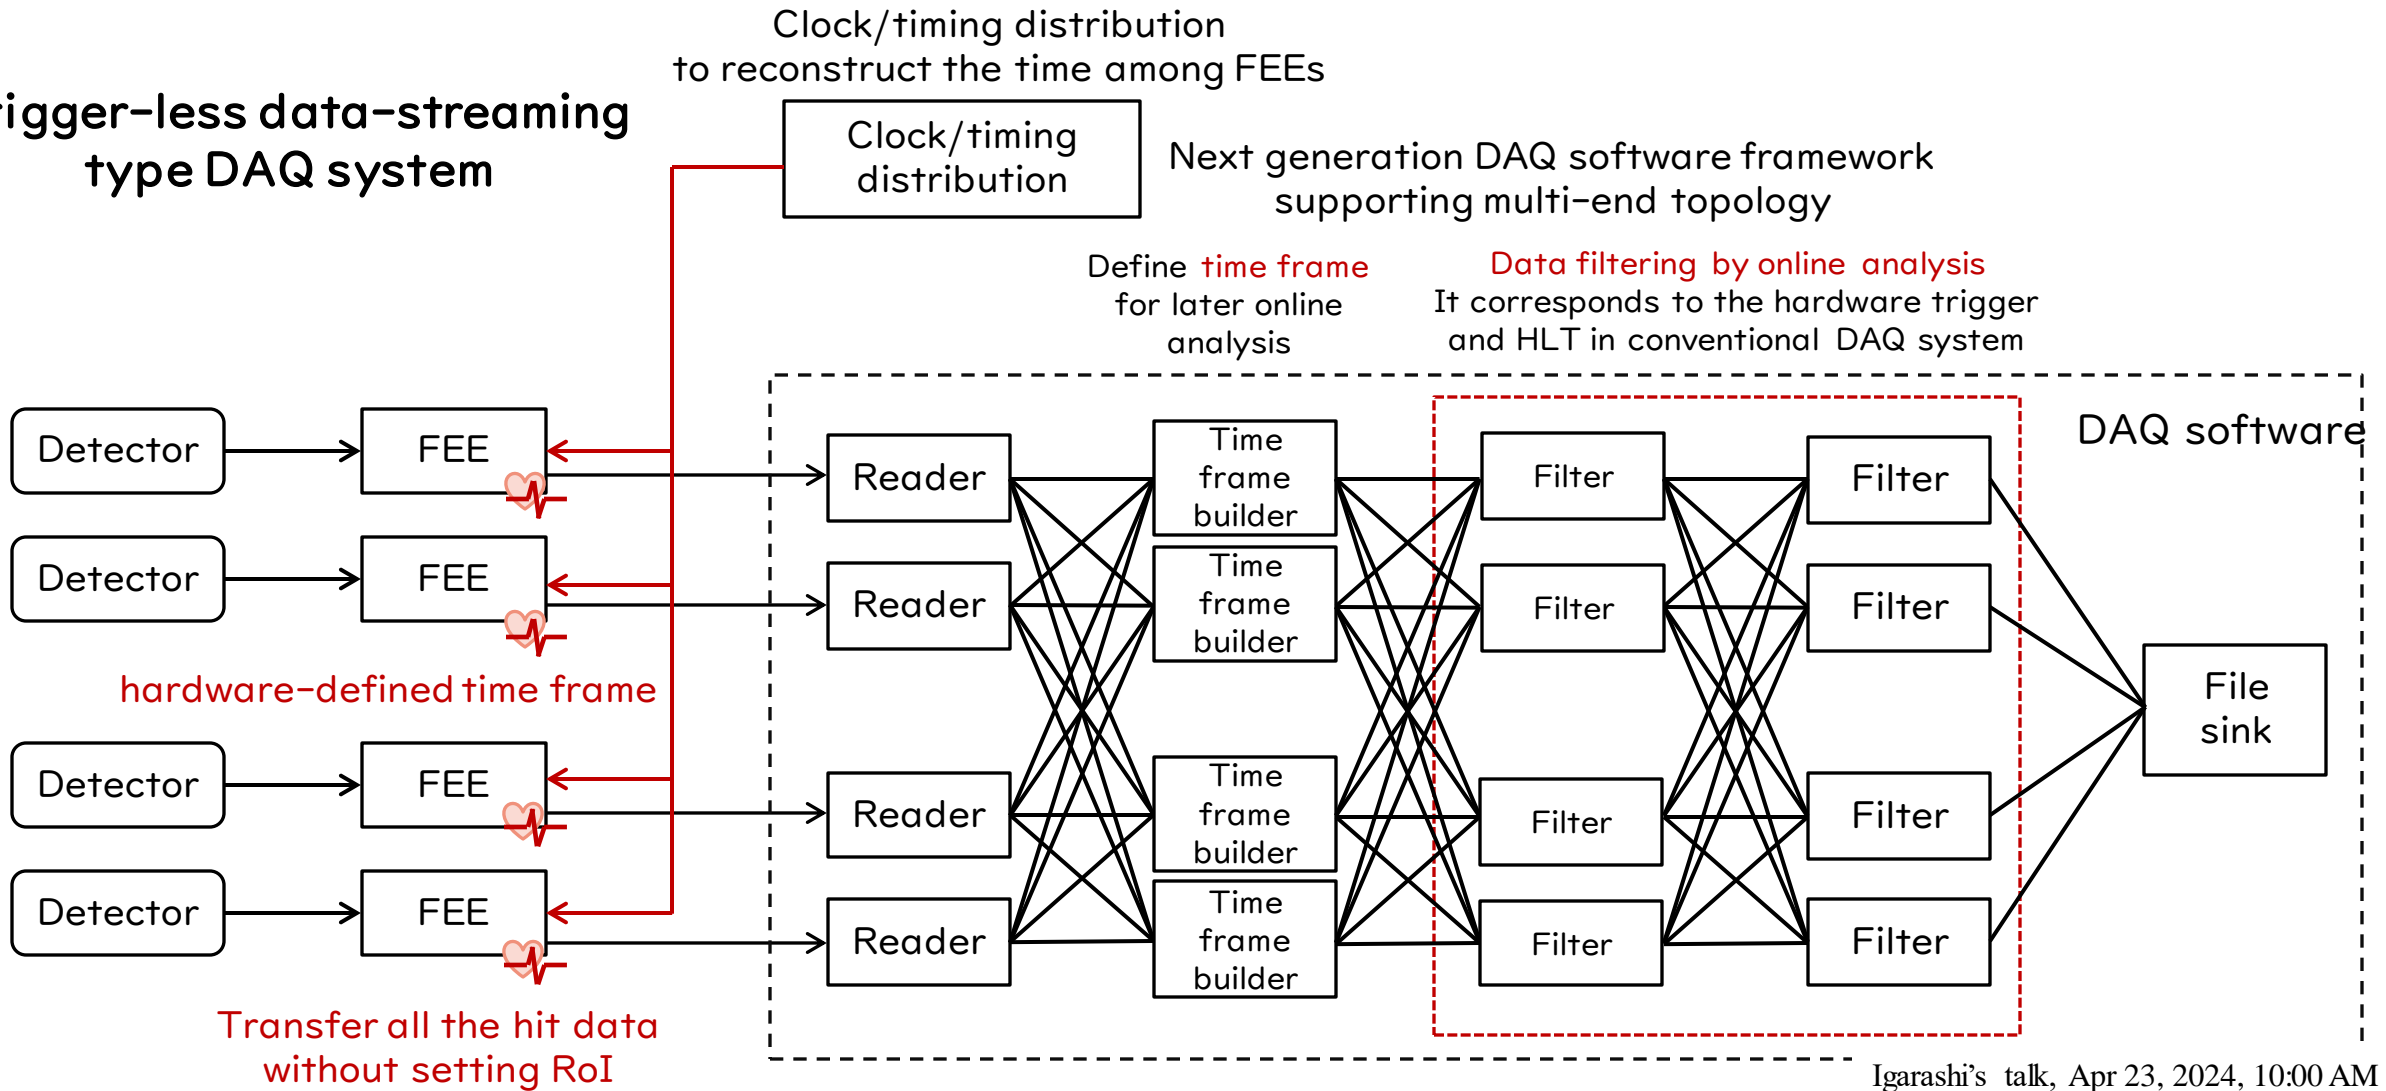 Clock/timing distribution
to reconstruct the time among FEEs
rigger-less data-streaming
type DAQ system
Clock/timing
distribution
Next generation DAQ software framework
supporting multi-end topology
Define time frame
for later online
analysis
Data filtering by online analysis
It corresponds to the hardware trigger
and HLT in conventional DAQ system
DAQ software
Detector
FEE
Reader
Time
frame
builder
Filter
Filter
Detector
FEE
Reader
Time
frame
builder
Filter
Filter
hardware-defined time frame
File
sink
Detector
FEE
Reader
Time
frame
builder
Filter
Filter
Detector
FEE
Reader
Time
frame
builder
Filter
Filter
Transfer all the hit data
without setting RoI
Igarashi's talk, Apr 23, 2024, 10:00 AM